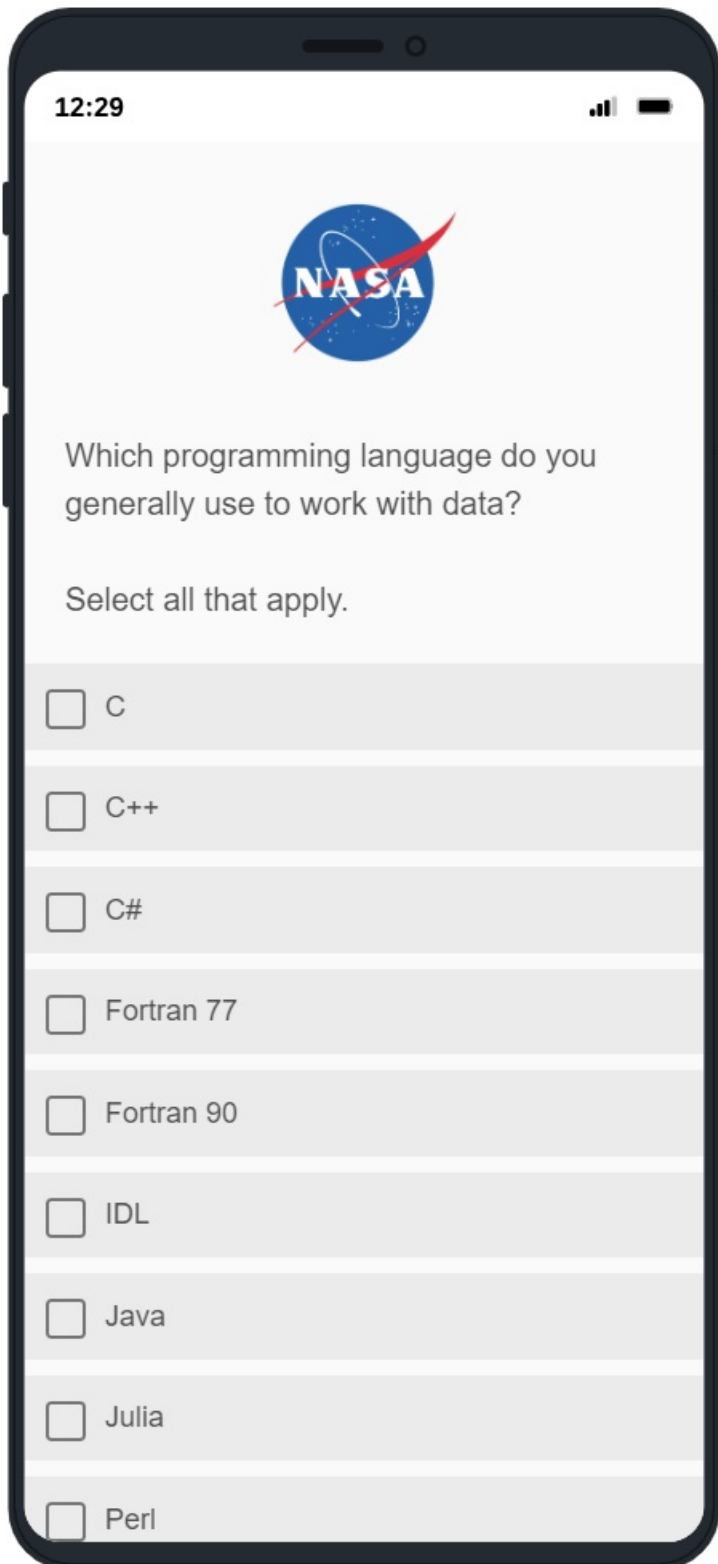 12:29
NASA
Which programming language do you
generally use to work with data?
Select all that apply.
C
C++
C#
Fortran 77
Fortran 90
IDL
Java
Julia
Perl